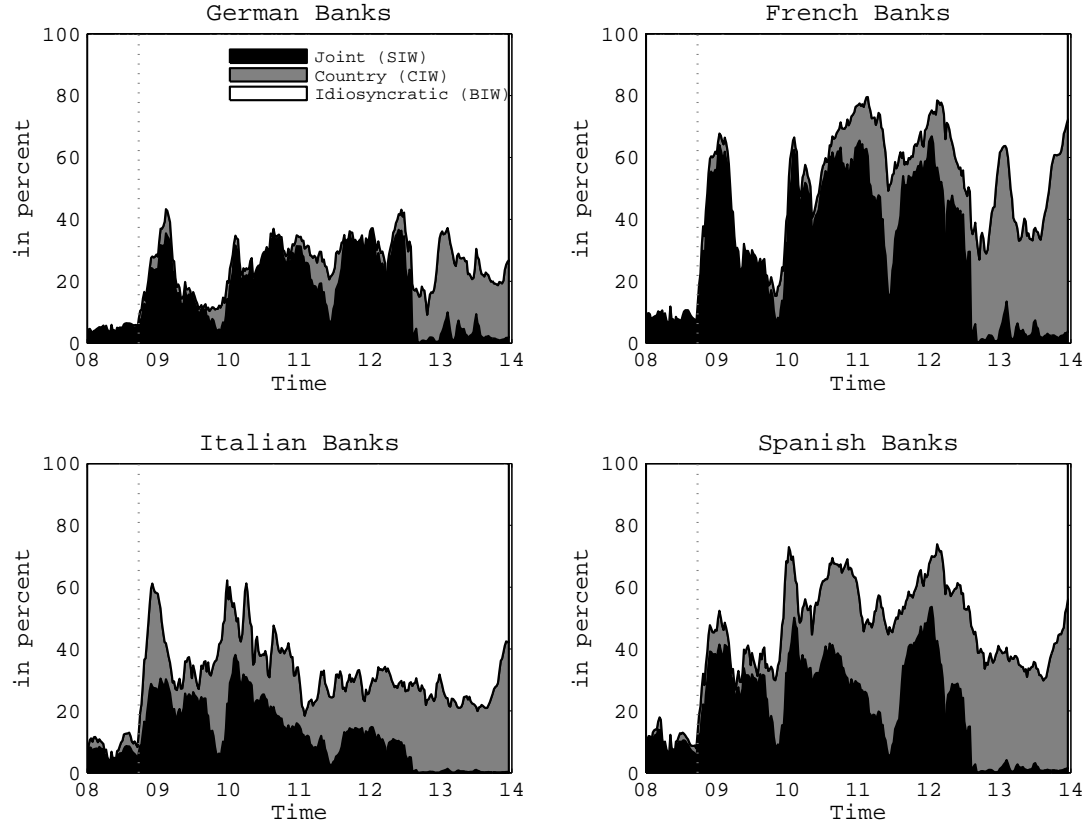 German Banks
100
80
60
40
20
0
in percent
Joint (SIW)
Country (CIW)
Idiosyncratic (BIW)
08 09 10 11 12 13 14
Time
French Banks
100
80
60
40
20
0
in percent
08 09 10 11 12 13 14
Time
Italian Banks
100
80
60
40
20
0
in percent
08 09 10 11 12 13 14
Time
Spanish Banks
100
80
60
40
20
0
in percent
08 09 10 11 12 13 14
Time